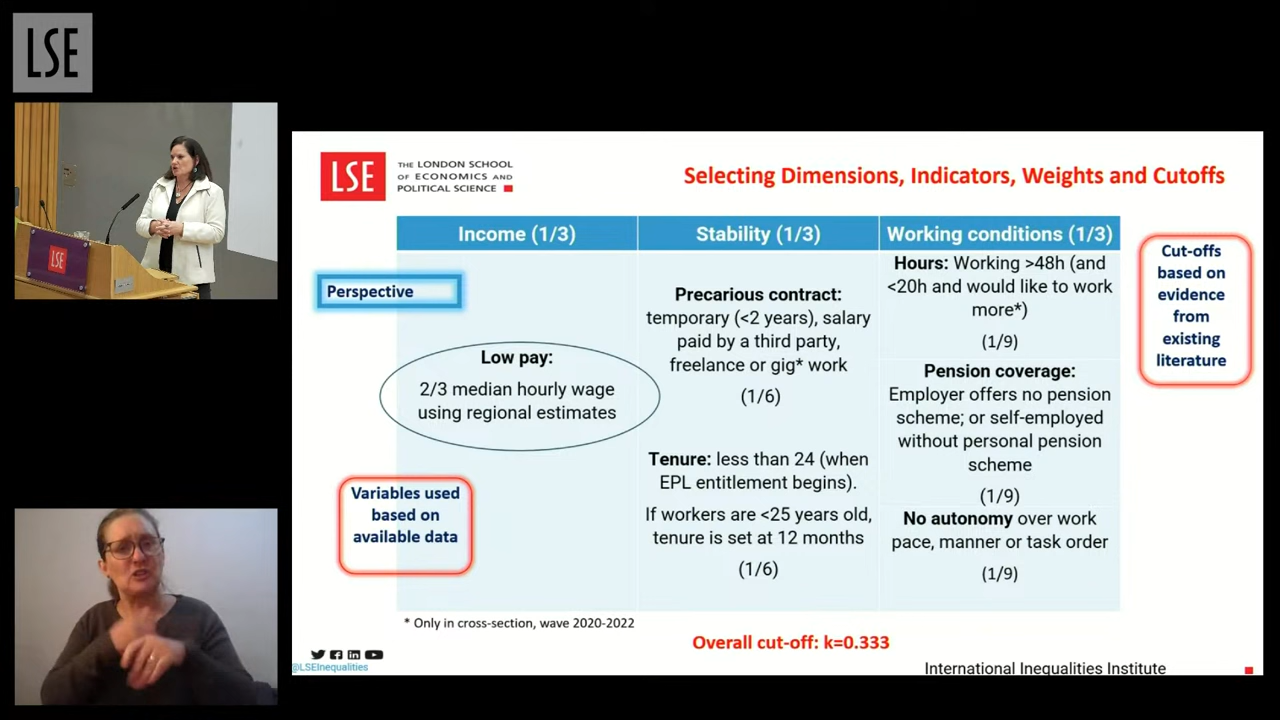 LSE
LSE
LSE
THE LONDON SCHOOL
OF ECONOMICS AND
POLITICAL SCIENCE
Selecting Dimensions, Indicators, Weights and Cutoffs
Income (1/3)
Stability (1/3)
Working conditions (1/3)
Perspective
Low pay:
2/3 median hourly wage
using regional estimates
Variables used
based on
available data
Precarious contract:
temporary (<2 years), salary
paid by a third party,
freelance or gig* work
(1/6)
Tenure: less than 24 (when
EPL entitlement begins).
If workers are <25 years old,
tenure is set at 12 months
(1/6)
Hours: Working >48h (and
<20h and would like to work
more*)
(1/9)
Pension coverage:
Employer offers no pension
scheme; or self-employed
without personal pension
scheme
(1/9)
No autonomy over work
pace, manner or task order
(1/9)
Cut-offs
based on
evidence
from
existing
literature
* Only in cross-section, wave 2020-2022
Overall cut-off: k=0.333
@LSEInequalities
International Inequalities Institute